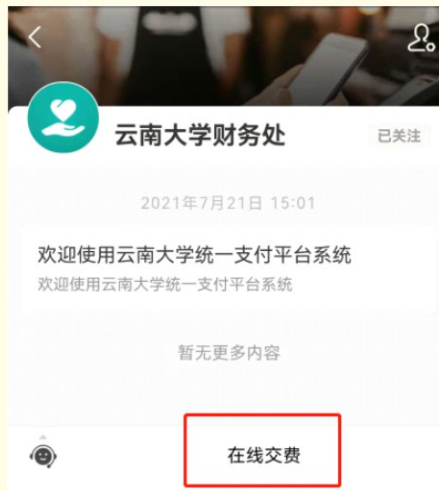 云南大学财务处
已关注
2021年7月21日 15:01
欢迎使用云南大学统一支付平台系统
欢迎使用云南大学统一支付平台系统
暂无更多内容
在线交费